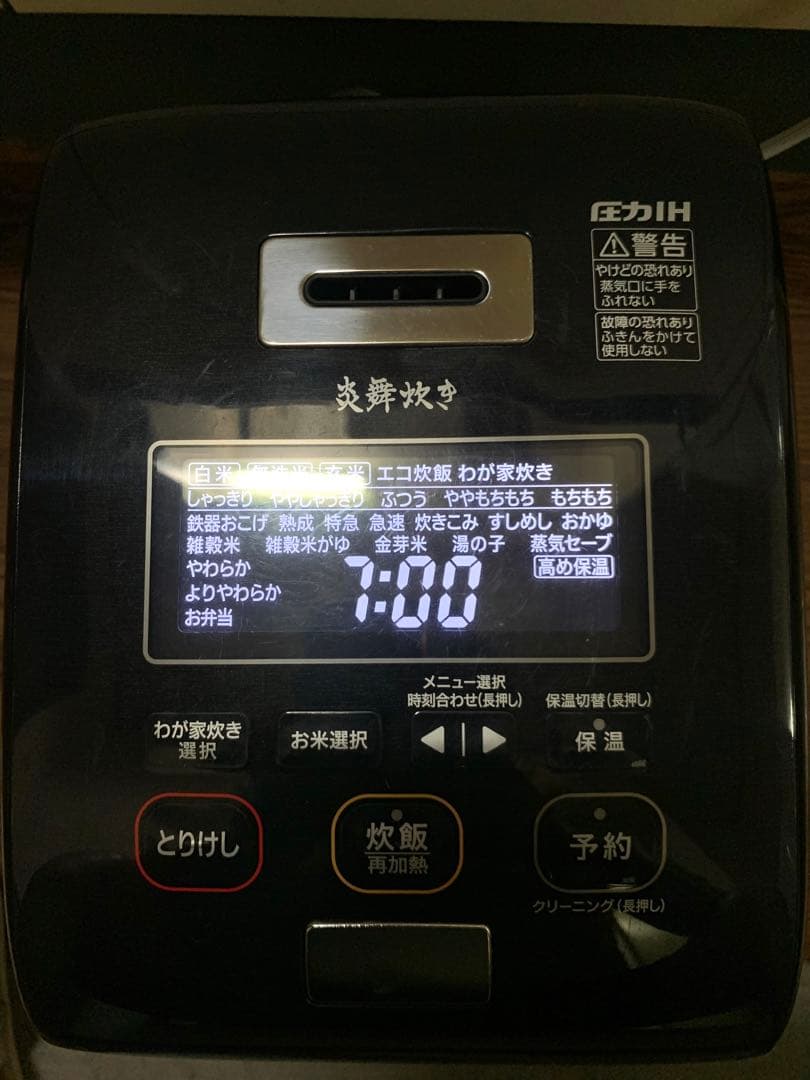 圧力IH
警告
やけどの恐れあり
蒸気口に手を
ふれない
故障の恐れあり
ふきんをかけて
使用しない
炎舞炊き
白米 無洗米 玄米 エコ炊飯 わが家炊き
しゃっきり ややしゃっきり ふつう ややもちもち もちもち
鉄器おこげ 熟成 特急 急速 炊きこみ すしめし おかゆ
雑穀米 雑穀米がゆ 金芽米 湯の子 蒸気セーブ
やわらか 高め保温
よりやわらか
お弁当
7:00
メニュー選択
時刻合わせ(長押し) 保温切替(長押し)
わが家炊き
選択
お米選択
保温
とりけし
炊飯
再加熱
予約
クリーニング(長押し)